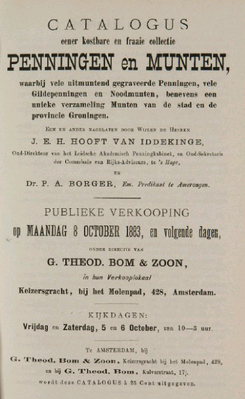 CATALOGUS
eener kostbare en fraaie collectie
PENNINGEN en MUNTEN,
waarbij vele uitmuntend gegraveerde Penningen, vele
Gildepenningen en Noodmunten, benevens eene
unieke verzameling Munten van de stad en de
provincie Groningen.
EEN EN ANDER NAGELATEN DOOR WIJLEN DE HEEREN
J. E. H. HOOFT VAN IDDEKINGE,
Oud-Direkteur van het Leidsche Akademisch Penningkabinet, en Oud-Sekretaris
der Commissie van Rijks-Adviseurs, te 's Hage,
EN
Dr. P. A. BORGER, Em. Predikant te Amerongen.
PUBLIEKE VERKOOPING
op MAANDAG 8 OCTOBER 1883, en volgende dagen,
ONDER DIREKTIE VAN
G. THEOD. BOM & ZOON,
in hun Verkooplokaal
Keizersgracht, bij het Molenpad, 428, Amsterdam.
KIJKDAGEN:
Vrijdag en Zaterdag, 5 en 6 October, van 10—3 uur.
Te AMSTERDAM, bij
G. Theod. Bom & Zoon, Keizersgracht bij het Molenpad, 428,
en bij G. Theod. Bom, Kalverstraat, 17),
wordt deze CATALOGUS à 25 Cent uitgegeven.